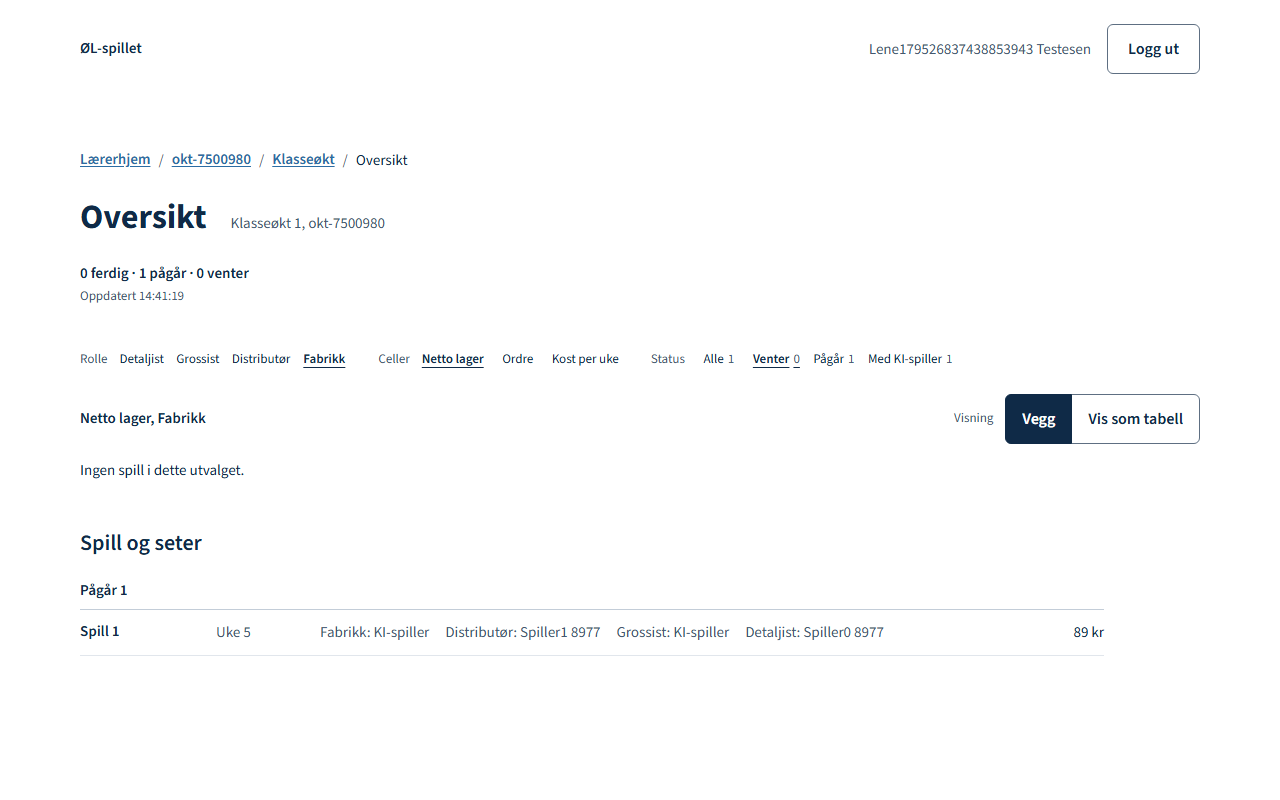 ØL-spillet
Lene179526837438853943 Testesen
Logg ut
Lærerhjem / okt-7500980 / Klasseøkt / Oversikt
Oversikt Klasseøkt 1, okt-7500980
0 ferdig · 1 pågår · 0 venter
Oppdatert 14:41:19
Rolle Detaljist Grossist Distributør Fabrikk Celler Netto lager Ordre Kost per uke Status Alle 1 Venter 0 Pågår 1 Med KI-spiller 1
Netto lager, Fabrikk Visning Vegg Vis som tabell
Ingen spill i dette utvalget.
Spill og seter
Pågår 1
Spill 1 Uke 5 Fabrikk: KI-spiller Distributør: Spiller1 8977 Grossist: KI-spiller Detaljist: Spiller0 8977 89 kr